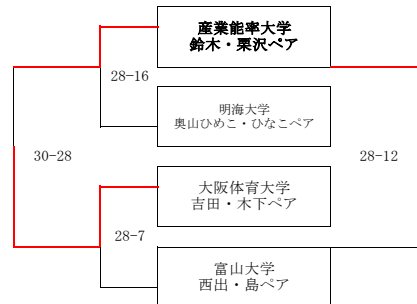 産業能率大学
鈴木・栗沢ペア
28-16
明海大学
奥山ひめこ・ひなこペア
30-28
28-12
大阪体育大学
吉田・木下ペア
28-7
富山大学
西出・島ペア